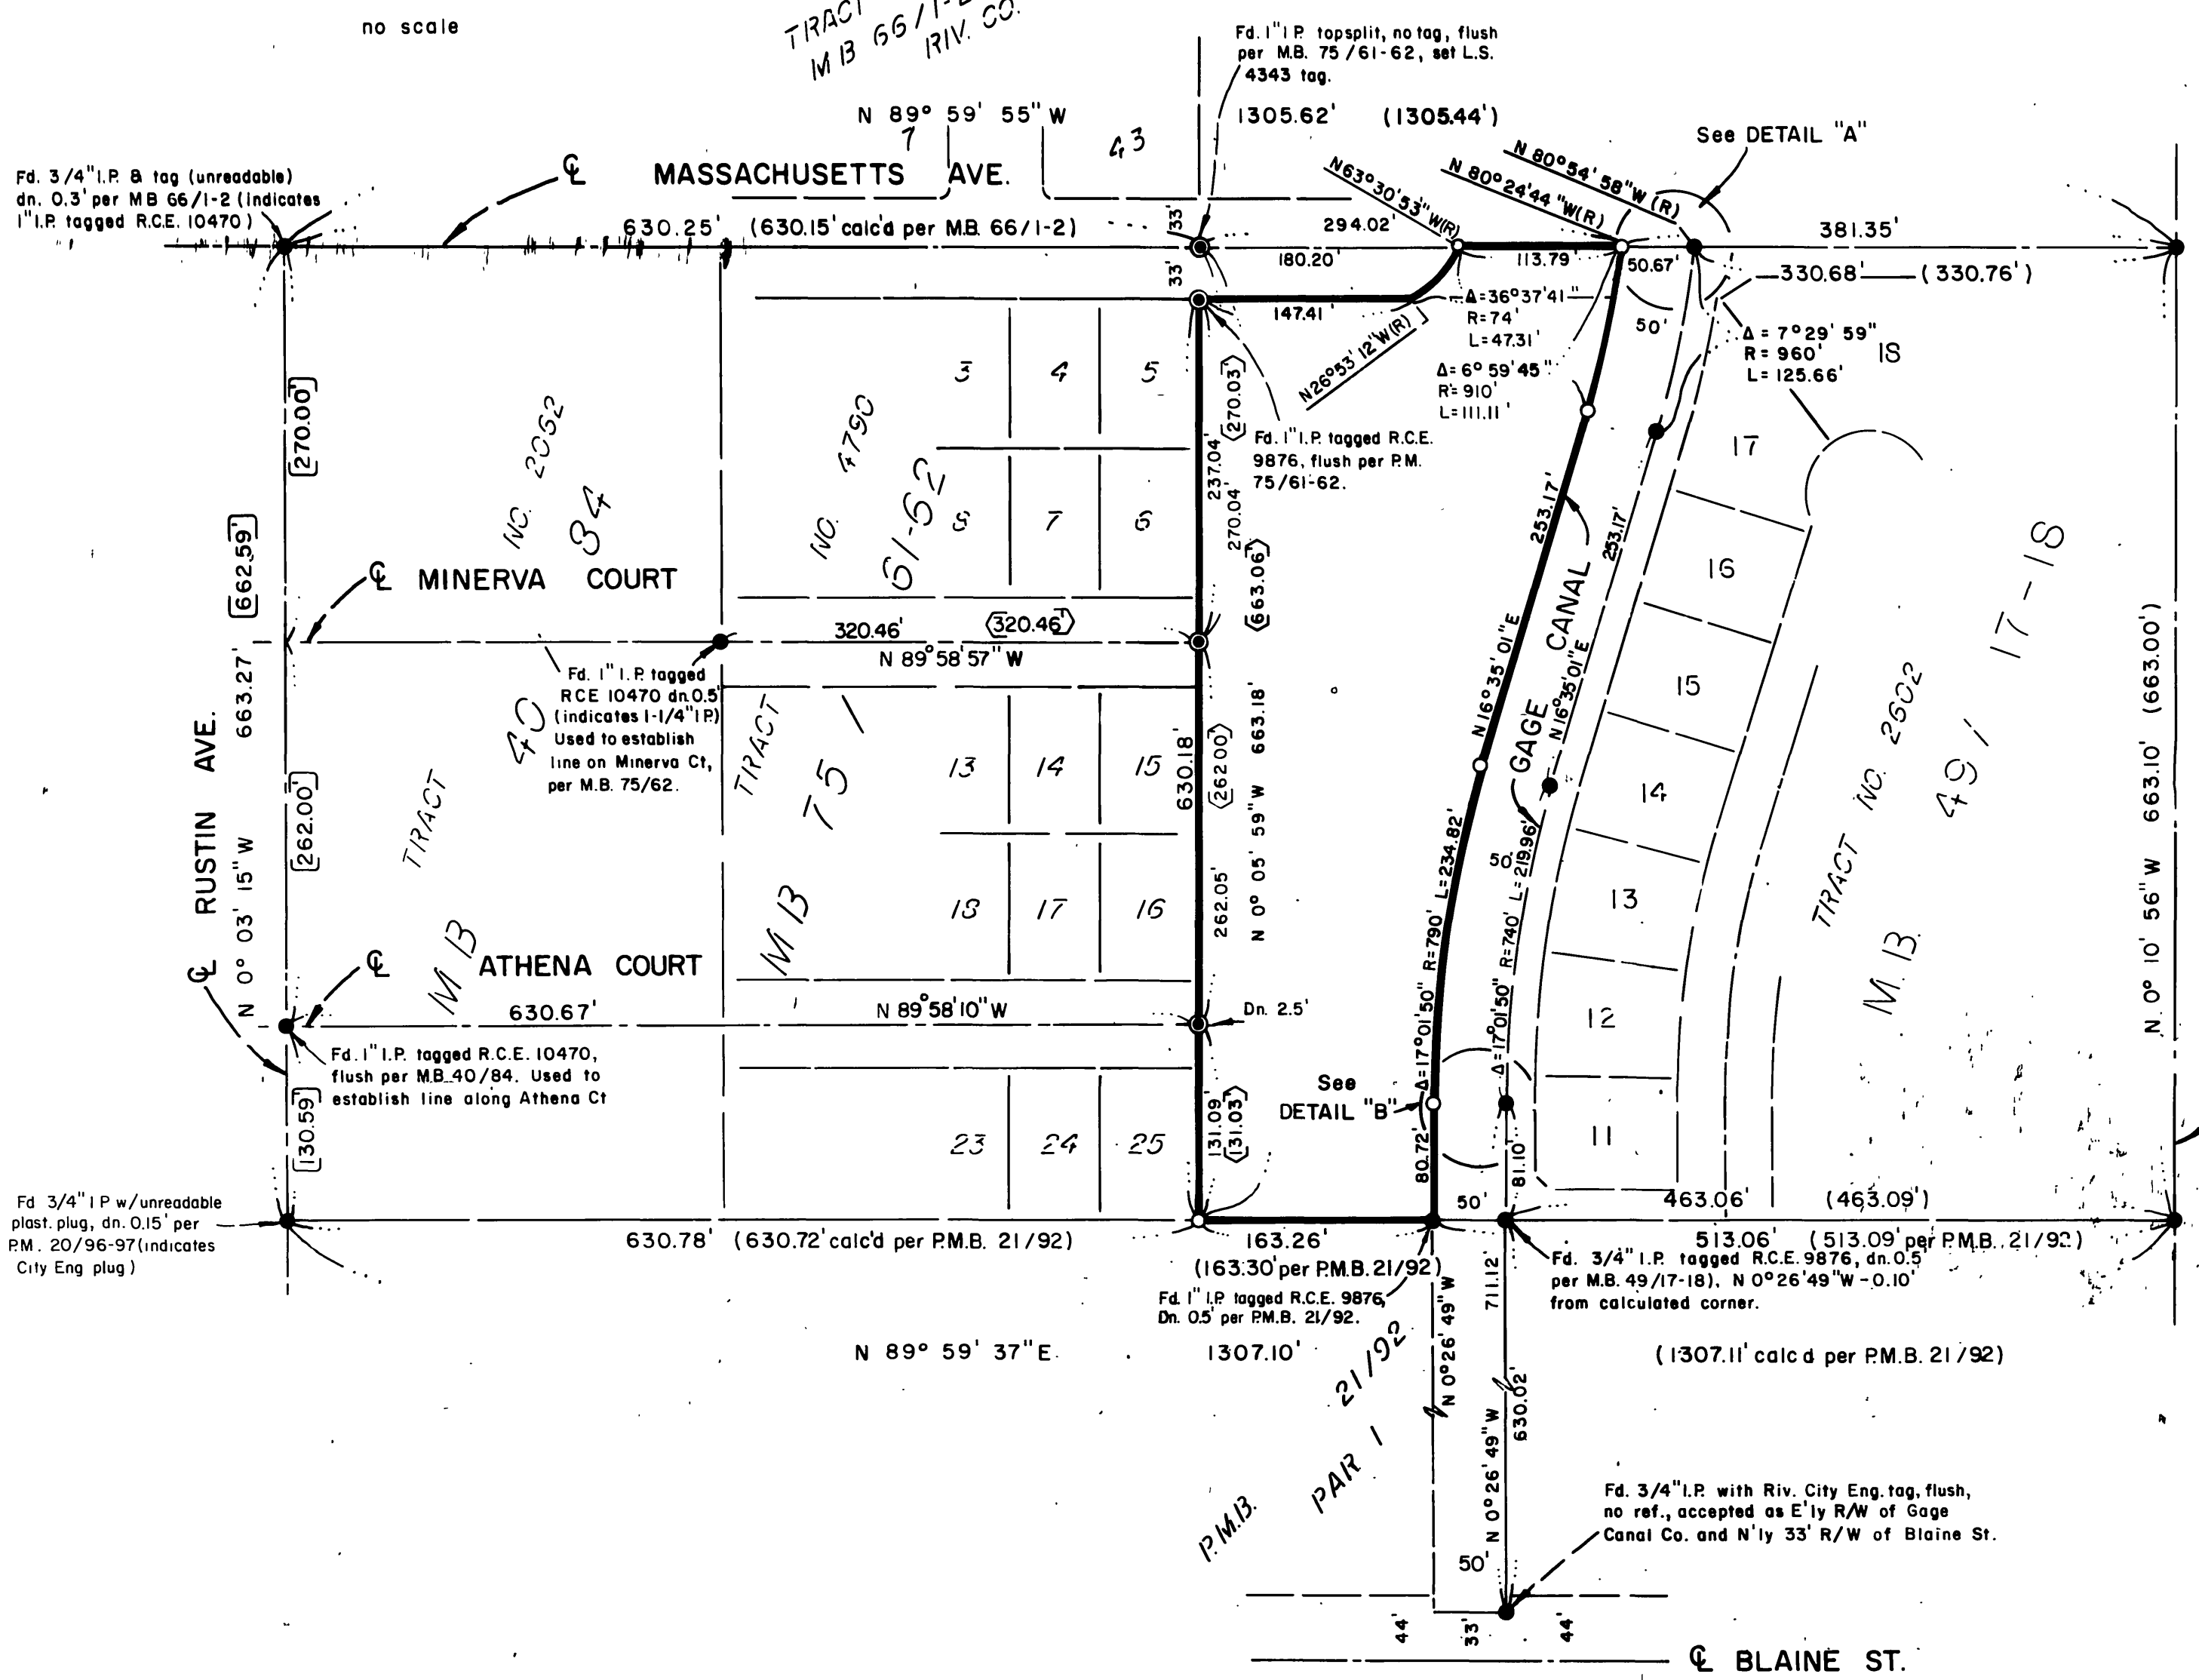 no scale
TRACT
M B 66/1-2
RIV. CO.
Fd. 1" I.P. topsplit, no tag, flush
per M.B. 75/61-62, set L.S.
4343 tag.
N 89° 59' 55" W
1305.62' (1305.44')
7
43
See DETAIL "A"
N 80° 54' 58" W (R)
N 80° 24' 44" W(R)
N63° 30' 53" W(R)
Fd. 3/4" I.P. & tag (unreadable)
dn. 0.3' per MB 66/1-2 (indicates
1" I.P. tagged R.C.E. 10470)
℄
MASSACHUSETTS AVE.
630.25' (630.15' calc'd per M.B. 66/1-2)
33'
33'
294.02'
381.35'
180.20'
113.79'
50.67'
330.68' (330.76')
147.41'
N26° 53' 12" W(R)
Δ=36° 37' 41"
R=74'
L=47.31'
50'
Δ= 7° 29' 59"
R= 960'
L= 125.66'
18
Δ=6° 59' 45"
R=910'
L=111.11'
[270.00']
NO. 2062
84
NO. 4790
61-62
3
4
5
8
7
6
237.04'
⟨270.03'⟩
270.04'
Fd. 1" I.P. tagged R.C.E.
9876, flush per P.M.
75/61-62.
17
253.17'
253.17'
[662.59']
663.27'
℄ MINERVA COURT
320.46' ⟨320.46'⟩
N 89° 58' 57" W
⟨663.06'⟩
16
17-18
Fd. 1" I.P. tagged
RCE 10470 dn. 0.5'
(indicates 1-1/4" I.P.)
Used to establish
line on Minerva Ct,
per M.B. 75/62.
40
TRACT
75 /
N16° 35' 01" E
GAGE CANAL
N16° 35' 01" E
15
(663.00')
TRACT NO. 2602
49 /
℄ RUSTIN AVE.
N 0° 03' 15" W
[262.00']
TRACT
M B
M B
13
14
15
18
17
16
630.18'
⟨262.00'⟩
262.05'
N 0° 05' 59" W 663.18'
14
13
12
Δ=17° 01' 50" R=790' L=234.82'
50'
Δ=17° 01' 50" R=740' L=219.96'
M.B.
N. 0° 10' 56" W 663.10'
℄ ATHENA COURT
630.67'
N 89° 58' 10" W
Dn. 2.5'
Fd. 1" I.P. tagged R.C.E. 10470,
flush per M.B. 40/84. Used to
establish line along Athena Ct
See
DETAIL "B"
[130.59']
23
24
25
131.09'
⟨131.03'⟩
80.72'
81.10'
11
Fd 3/4" I P w/unreadable
plast. plug, dn. 0.15' per
P.M. 20/96-97 (indicates
City Eng plug)
50'
463.06' (463.09')
630.78' (630.72' calc'd per P.M.B. 21/92)
163.26'
(163.30' per P.M.B. 21/92)
513.06' (513.09' per P.M.B. 21/92)
Fd. 1" I.P. tagged R.C.E. 9876,
Dn. 0.5' per P.M.B. 21/92.
Fd. 3/4" I.P. tagged R.C.E. 9876, dn. 0.5'
per M.B. 49/17-18), N 0° 26' 49" W - 0.10'
from calculated corner.
N 89° 59' 37" E
1307.10'
(1307.11' calc d per P.M.B. 21/92)
N 0° 26' 49" W
711.12'
630.02'
N 0° 26' 49" W
P.M.B. 21/92
PAR 1
Fd. 3/4" I.P. with Riv. City Eng. tag, flush,
no ref., accepted as E'ly R/W of Gage
Canal Co. and N'ly 33' R/W of Blaine St.
50'
44'
33'
44'
℄ BLAINE ST.